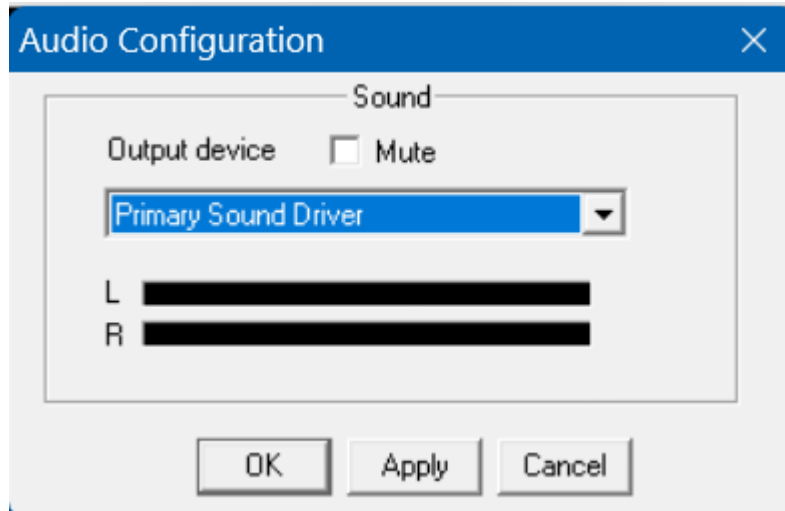 Audio Configuration
Sound
Output device Mute
Primary Sound Driver
L
R
OK Apply Cancel